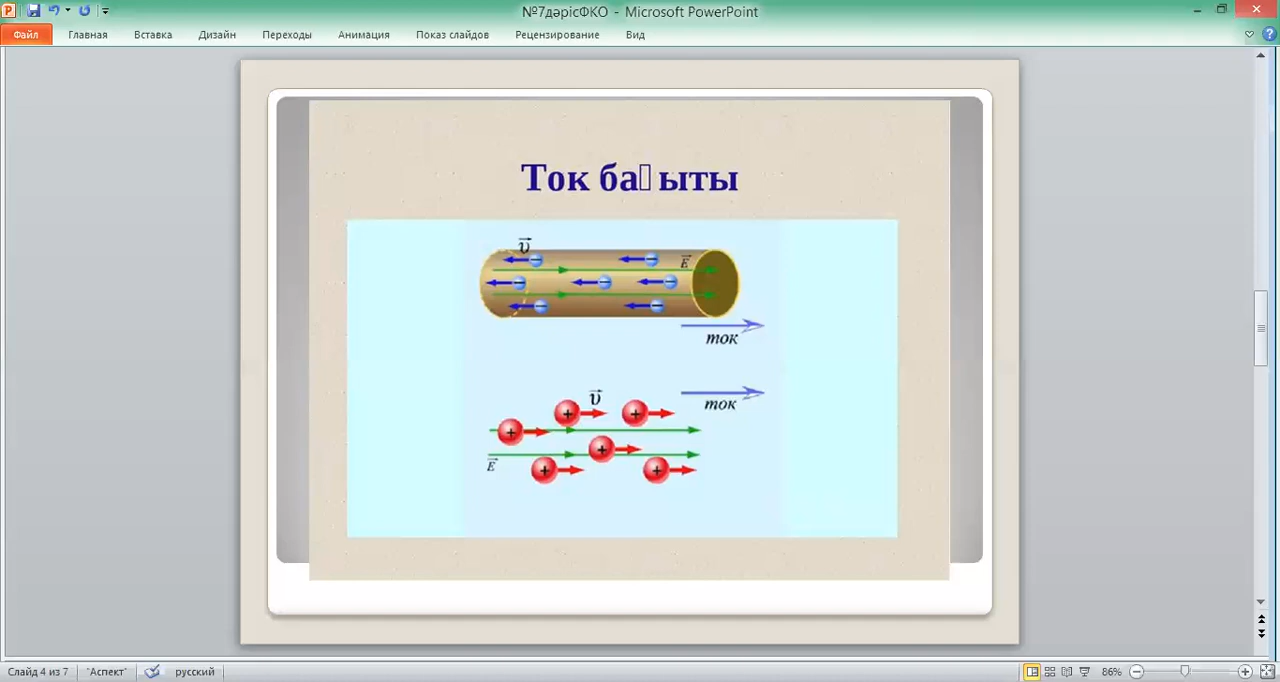 №7дәрісФКО - Microsoft PowerPoint
Файл Главная Вставка Дизайн Переходы Анимация Показ слайдов Рецензирование Вид
Ток ба ыты
υ
E
ток
ток
υ
E
Слайд 4 из 7 "Аспект" русский 86%